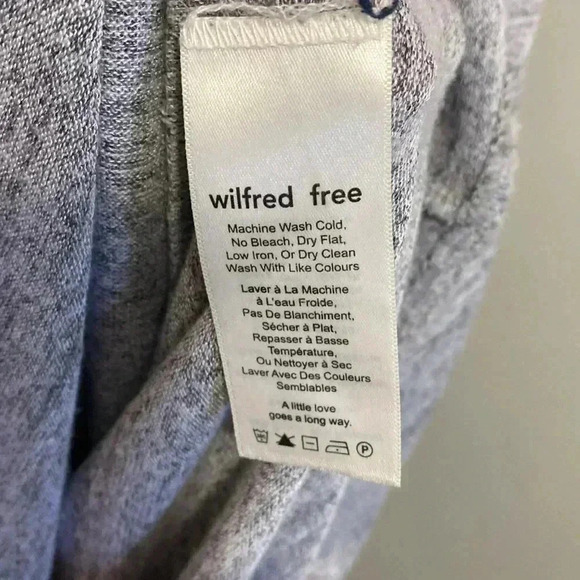 wilfred free
Machine Wash Cold,
No Bleach, Dry Flat,
Low Iron, Or Dry Clean
Wash With Like Colours
Laver à La Machine
à L'eau Froide,
Pas De Blanchiment,
Sécher à Plat,
Repasser à Basse
Température,
Ou Nettoyer à Sec
Laver Avec Des Couleurs
Semblables
A little love
goes a long way.
P